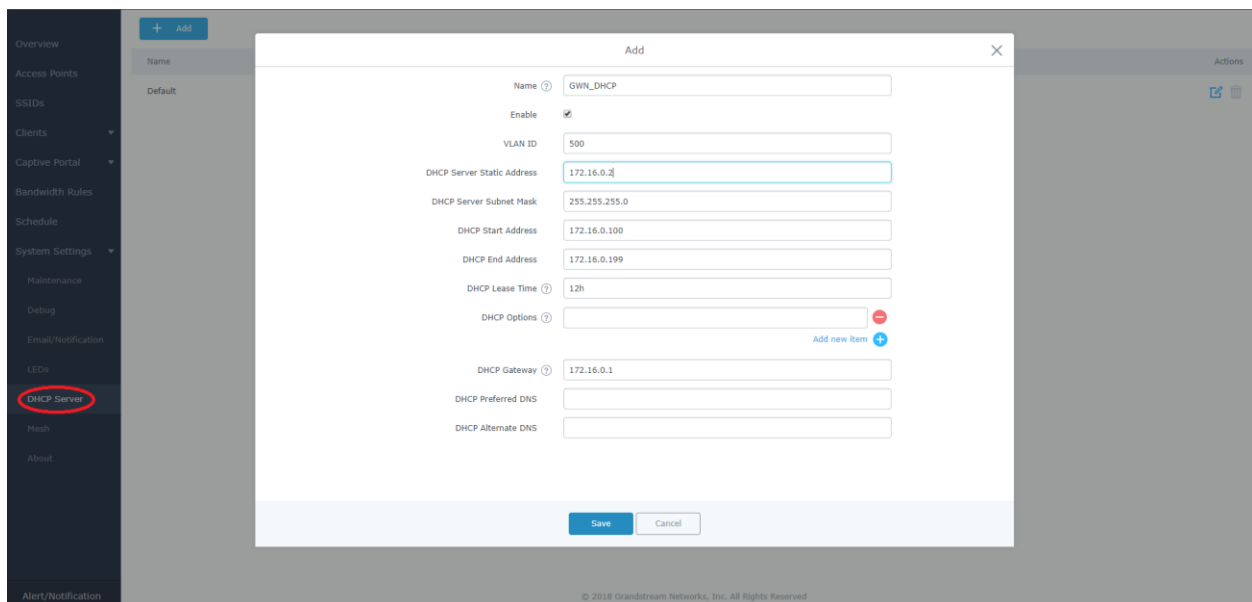 Overview
Access Points
SSIDs
Clients
Captive Portal
Bandwidth Rules
Schedule
System Settings
Maintenance
Debug
Email/Notification
LEDs
DHCP Server
Mesh
About
Alert/Notification
+ Add
Name
Actions
Default
Add
Name GWN_DHCP
Enable
VLAN ID 500
DHCP Server Static Address 172.16.0.2
DHCP Server Subnet Mask 255.255.255.0
DHCP Start Address 172.16.0.100
DHCP End Address 172.16.0.199
DHCP Lease Time 12h
DHCP Options
Add new item
DHCP Gateway 172.16.0.1
DHCP Preferred DNS
DHCP Alternate DNS
Save Cancel
© 2018 Grandstream Networks, Inc. All Rights Reserved